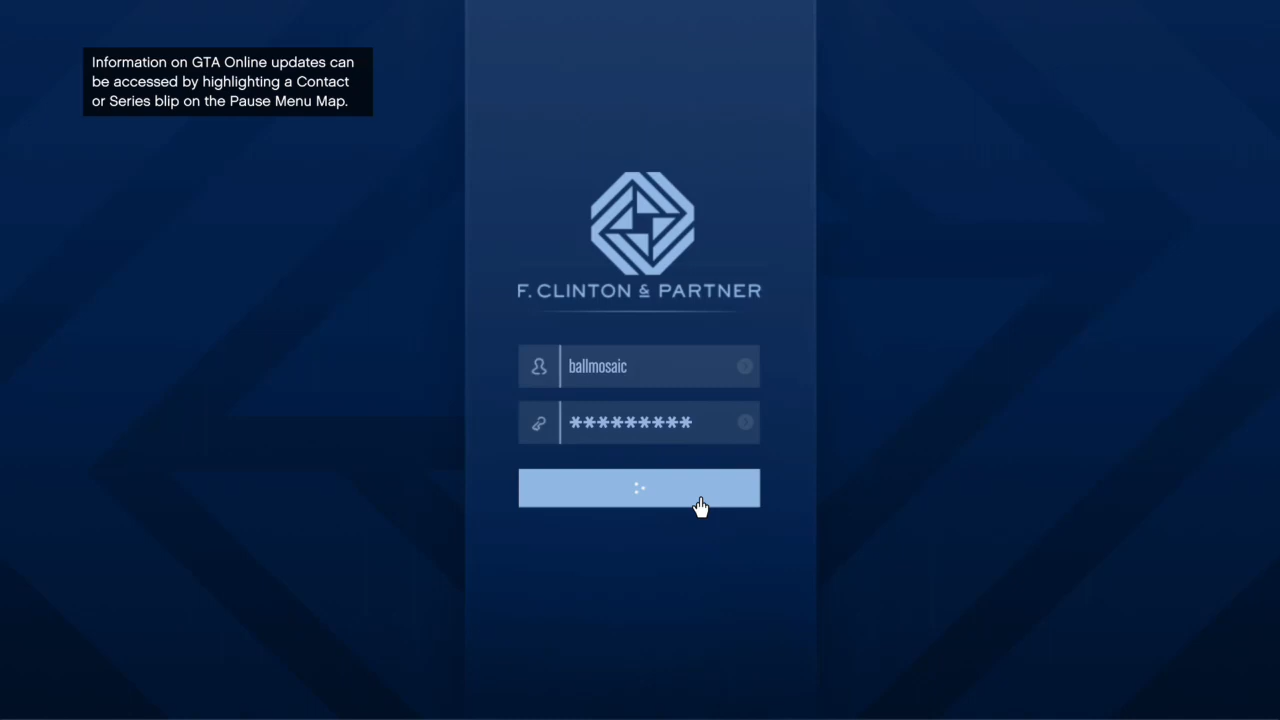 Information on GTA Online updates can
be accessed by highlighting a Contact
or Series blip on the Pause Menu Map.
F. CLINTON & PARTNER
ballmosaic
*********